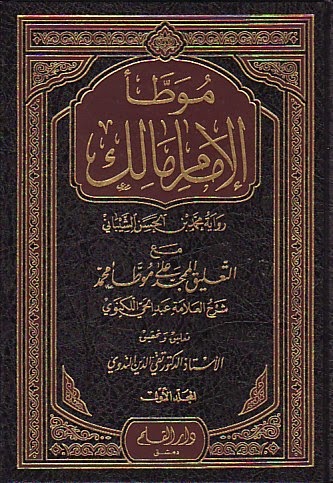 موطأ
الإمام مالك
رواية محمد بن الحسن الشيباني
مع
التعليق الممجد على موطأ محمد
شرح العلامة عبد الحي اللكنوي
تعليق وتحقيق
الأستاذ الدكتور تقي الدين الندوي
المجلد الأول
دار القلم
دمشق